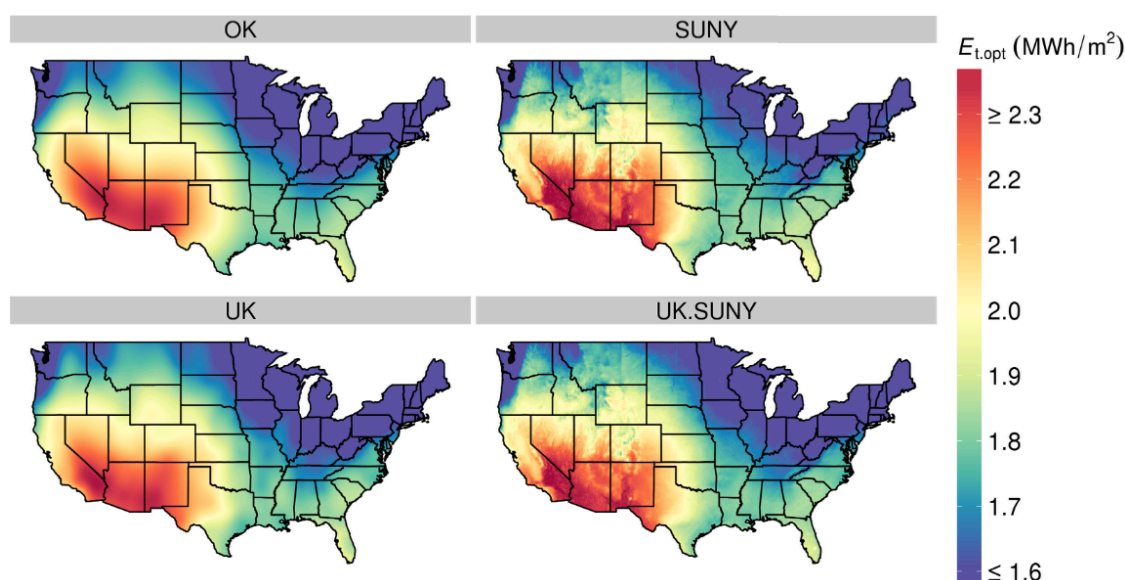 OK
SUNY
UK
UK.SUNY
E_t.opt (MWh/m²)
≥ 2.3
2.2
2.1
2.0
1.9
1.8
1.7
≤ 1.6